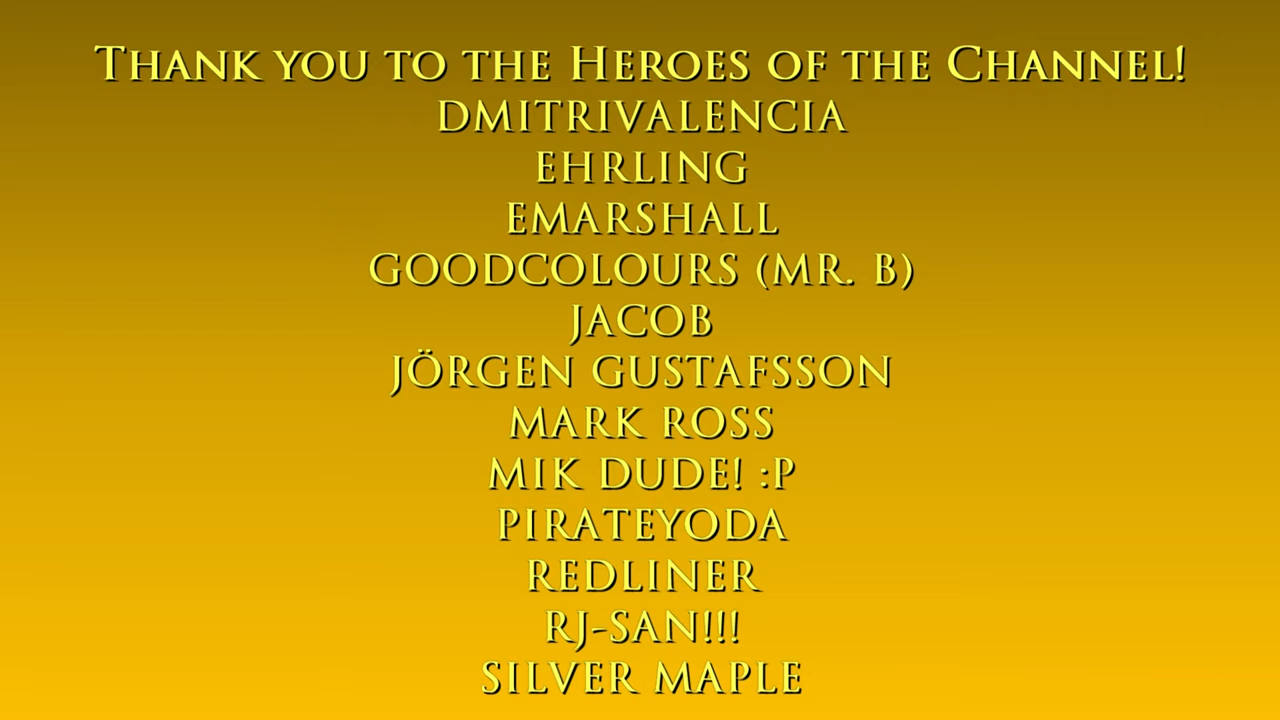 Thank you to the Heroes of the Channel!
DMITRIVALENCIA
EHRLING
EMARSHALL
GOODCOLOURS (MR. B)
JACOB
JÖRGEN GUSTAFSSON
MARK ROSS
MIK DUDE! :P
PIRATEYODA
REDLINER
RJ-SAN!!!
SILVER MAPLE